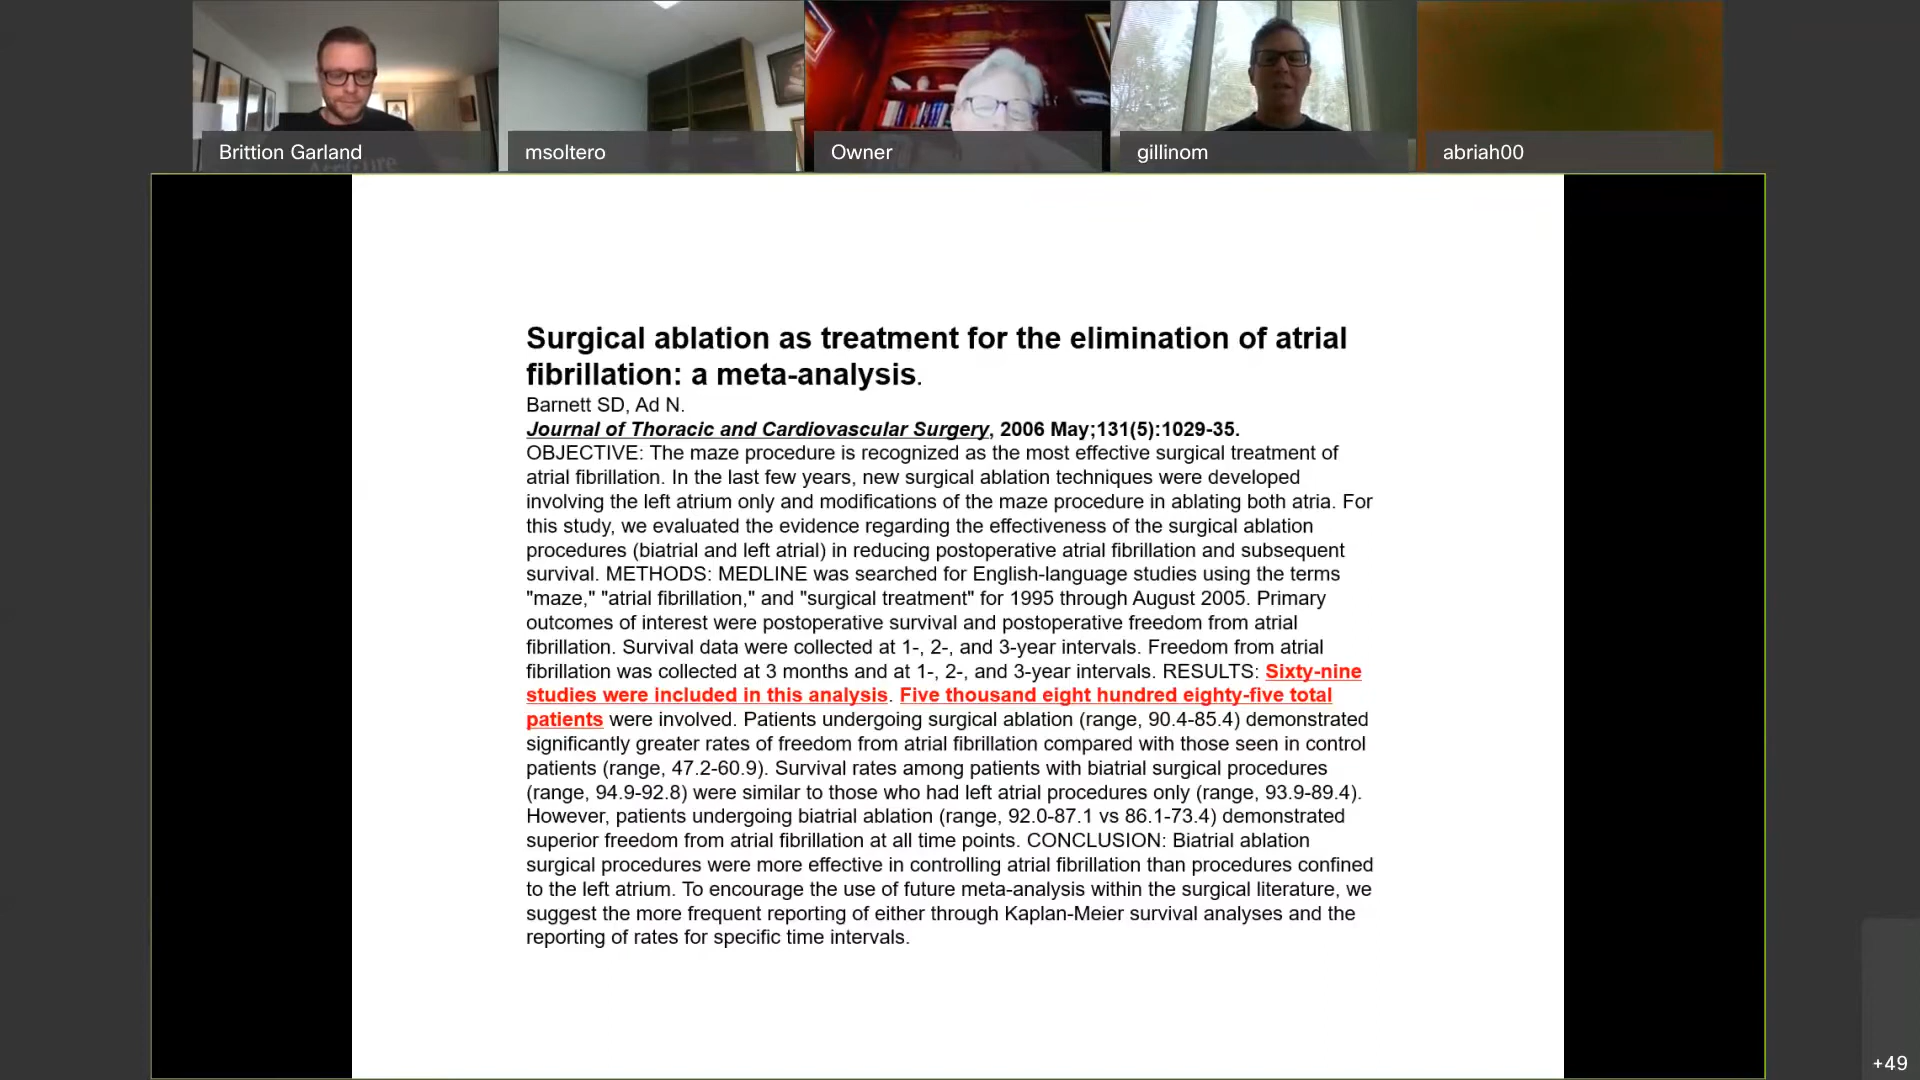 Brittion Garland
msoltero
Owner
gillinom
abriah00
Surgical ablation as treatment for the elimination of atrial
fibrillation: a meta-analysis.
Barnett SD, Ad N.
Journal of Thoracic and Cardiovascular Surgery, 2006 May;131(5):1029-35.
OBJECTIVE: The maze procedure is recognized as the most effective surgical treatment of
atrial fibrillation. In the last few years, new surgical ablation techniques were developed
involving the left atrium only and modifications of the maze procedure in ablating both atria. For
this study, we evaluated the evidence regarding the effectiveness of the surgical ablation
procedures (biatrial and left atrial) in reducing postoperative atrial fibrillation and subsequent
survival. METHODS: MEDLINE was searched for English-language studies using the terms
"maze," "atrial fibrillation," and "surgical treatment" for 1995 through August 2005. Primary
outcomes of interest were postoperative survival and postoperative freedom from atrial
fibrillation. Survival data were collected at 1-, 2-, and 3-year intervals. Freedom from atrial
fibrillation was collected at 3 months and at 1-, 2-, and 3-year intervals. RESULTS: Sixty-nine
studies were included in this analysis. Five thousand eight hundred eighty-five total
patients were involved. Patients undergoing surgical ablation (range, 90.4-85.4) demonstrated
significantly greater rates of freedom from atrial fibrillation compared with those seen in control
patients (range, 47.2-60.9). Survival rates among patients with biatrial surgical procedures
(range, 94.9-92.8) were similar to those who had left atrial procedures only (range, 93.9-89.4).
However, patients undergoing biatrial ablation (range, 92.0-87.1 vs 86.1-73.4) demonstrated
superior freedom from atrial fibrillation at all time points. CONCLUSION: Biatrial ablation
surgical procedures were more effective in controlling atrial fibrillation than procedures confined
to the left atrium. To encourage the use of future meta-analysis within the surgical literature, we
suggest the more frequent reporting of either through Kaplan-Meier survival analyses and the
reporting of rates for specific time intervals.
+49